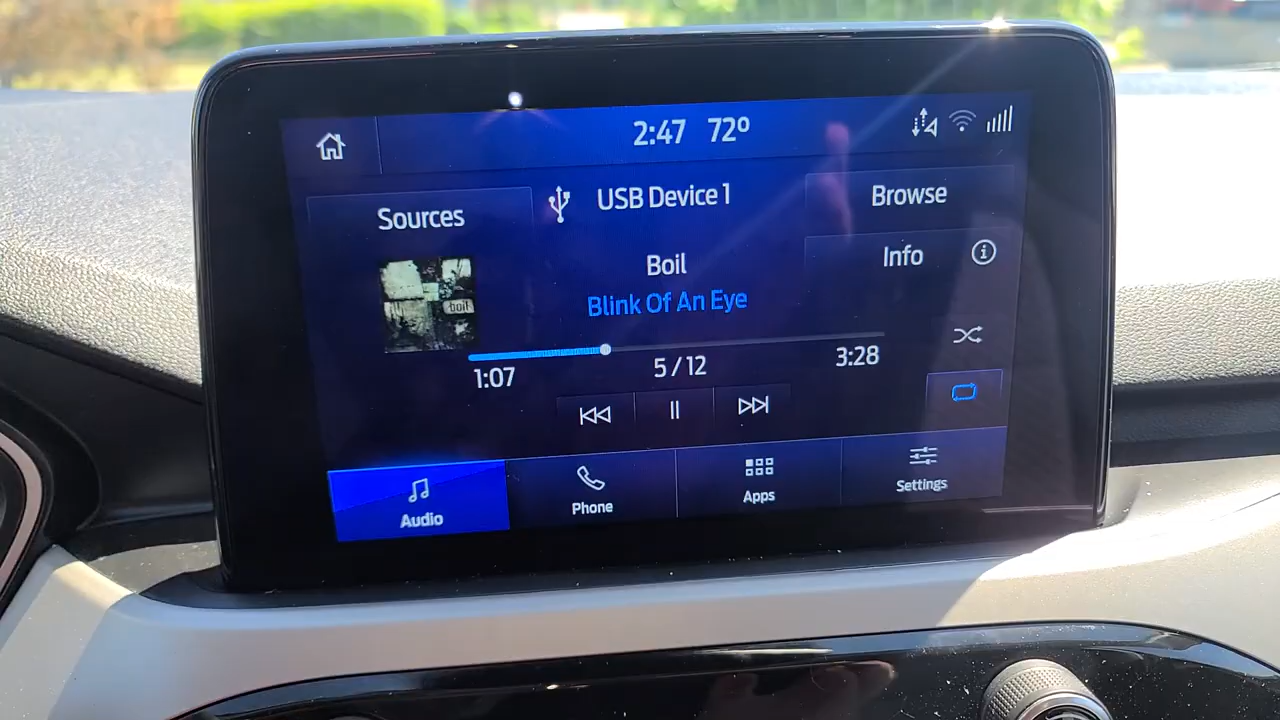 2:47 72º
Sources
USB Device 1
Browse
Info
Boil
boil
Blink Of An Eye
1:07
5/12
3:28
Audio
Phone
Apps
Settings